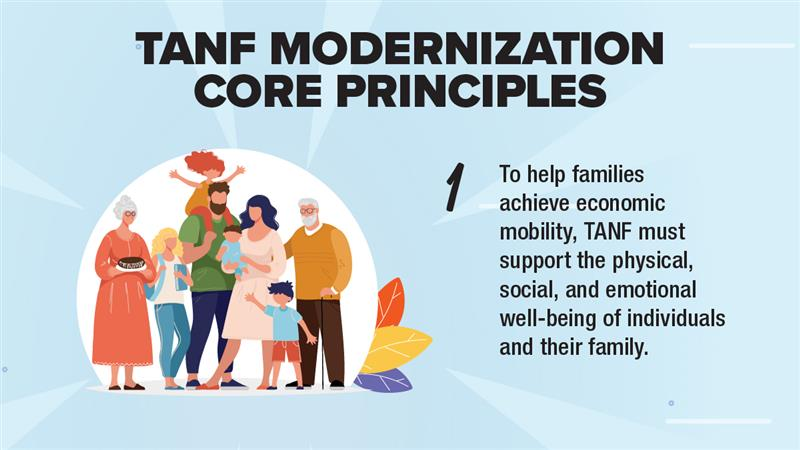 TANF MODERNIZATION
CORE PRINCIPLES
1
To help families
achieve economic
mobility, TANF must
support the physical,
social, and emotional
well-being of individuals
and their family.